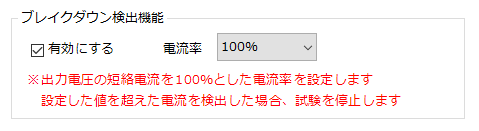 ブレイクダウン検出機能
有効にする 電流率 100%
※出力電圧の短絡電流を100%とした電流率を設定します
設定した値を超えた電流を検出した場合、試験を停止します